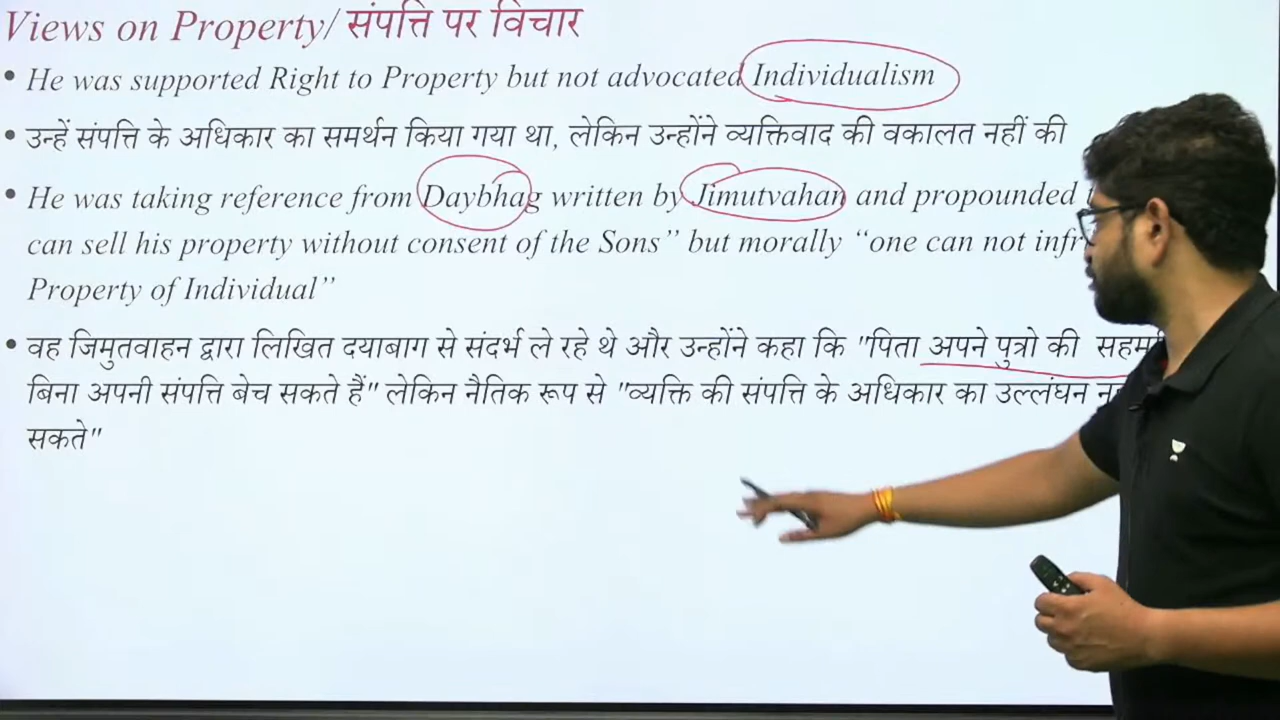 Views on Property/ संपत्ति पर विचार
• He was supported Right to Property but not advocated Individualism
• उन्हें संपत्ति के अधिकार का समर्थन किया गया था, लेकिन उन्होंने व्यक्तिवाद की वकालत नहीं की
• He was taking reference from Daybhag written by Jimutvahan and propounded
can sell his property without consent of the Sons" but morally "one can not
Property of Individual"
• वह जिमुतवाहन द्वारा लिखित दयाबाग से संदर्भ ले रहे थे और उन्होंने कहा कि "पिता अपने पुत्रो की
बिना अपनी संपत्ति बेच सकते हैं" लेकिन नैतिक रूप से "व्यक्ति की संपत्ति के अधिकार का उल्लंघन
सकते"